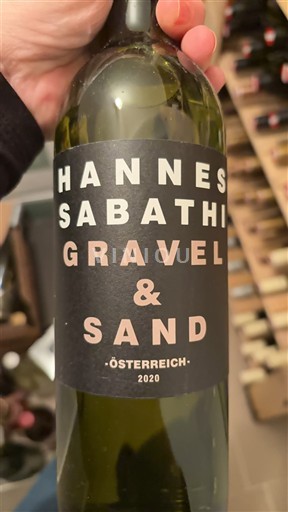 HANNES
SABATHI
GRAVEL
&
SAND
-ÖSTERREICH-
2020